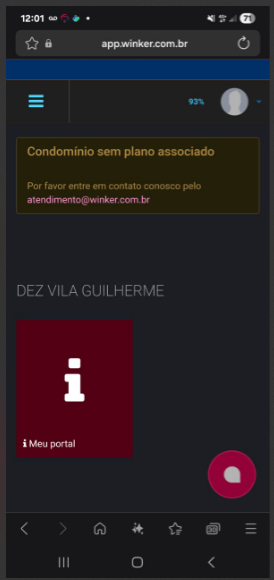 12:01
71
app.winker.com.br
93%
Condomínio sem plano associado
Por favor entre em contato conosco pelo
atendimento@winker.com.br
DEZ VILA GUILHERME
i
i Meu portal